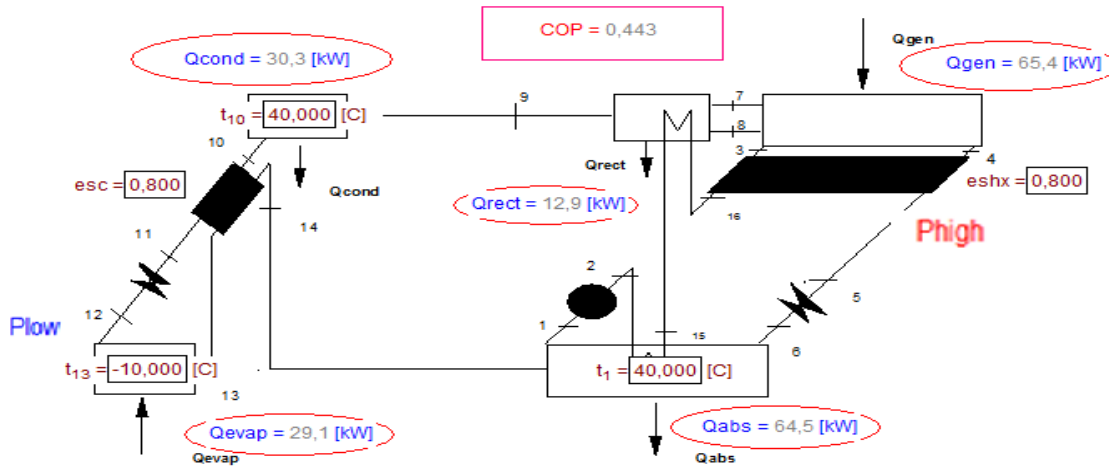 COP = 0,443
Qgen
Qcond = 30,3 [kW]
Qgen = 65,4 [kW]
9
7
t10 = 40,000 [C]
8
10
3
4
Qrect
esc = 0,800
Qcond
eshx = 0,800
Qrect = 12,9 [kW]
16
14
11
Phigh
2
5
12
Plow
1
15
6
t13 = -10,000 [C]
t1 = 40,000 [C]
13
Qevap = 29,1 [kW]
Qabs = 64,5 [kW]
Qevap
Qabs